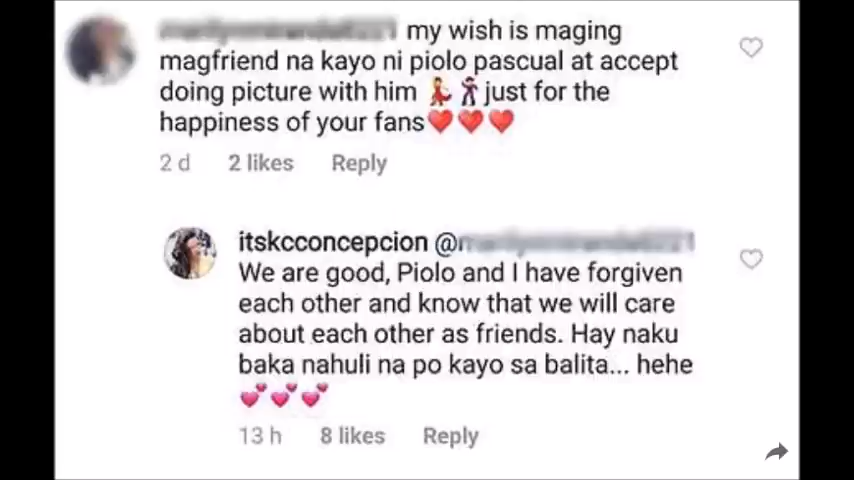 my wish is maging
magfriend na kayo ni piolo pascual at accept
doing picture with him 💃🕺just for the
happiness of your fans❤️❤️❤️
2 d 2 likes Reply
itskcconcepcion @
We are good, Piolo and I have forgiven
each other and know that we will care
about each other as friends. Hay naku
baka nahuli na po kayo sa balita... hehe
💕💕💕
13 h 8 likes Reply